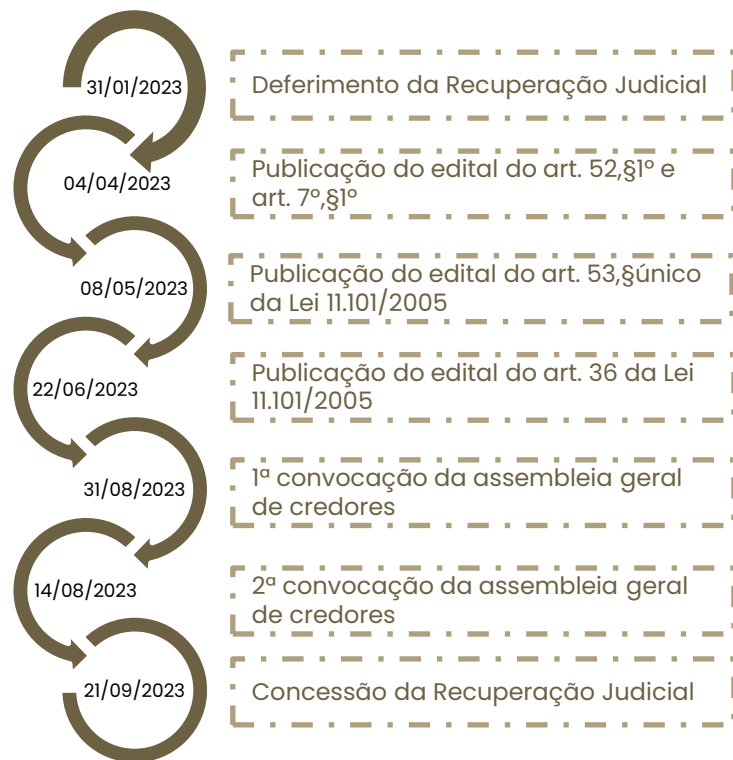 31/01/2023
Deferimento da Recuperação Judicial
04/04/2023
Publicação do edital do art. 52,§1º e
art. 7º,§1º
08/05/2023
Publicação do edital do art. 53,§único
da Lei 11.101/2005
22/06/2023
Publicação do edital do art. 36 da Lei
11.101/2005
31/08/2023
1ª convocação da assembleia geral
de credores
14/08/2023
2ª convocação da assembleia geral
de credores
21/09/2023
Concessão da Recuperação Judicial